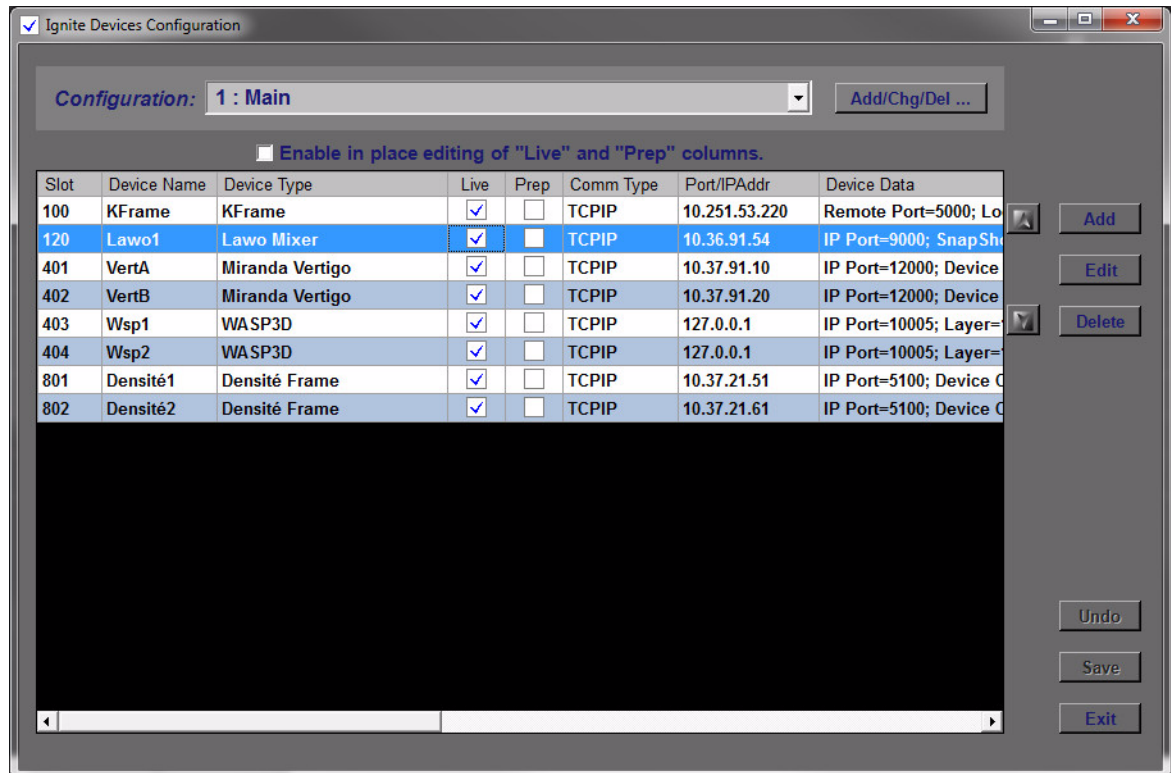 Ignite Devices Configuration
Configuration: 1 : Main Add/Chg/Del ...
Enable in place editing of "Live" and "Prep" columns.
Slot Device Name Device Type Live Prep Comm Type Port/IPAddr Device Data
100 KFrame KFrame TCPIP 10.251.53.220 Remote Port=5000; Lo
120 Lawo1 Lawo Mixer TCPIP 10.36.91.54 IP Port=9000; SnapSho
401 VertA Miranda Vertigo TCPIP 10.37.91.10 IP Port=12000; Device
402 VertB Miranda Vertigo TCPIP 10.37.91.20 IP Port=12000; Device
403 Wsp1 WASP3D TCPIP 127.0.0.1 IP Port=10005; Layer=
404 Wsp2 WASP3D TCPIP 127.0.0.1 IP Port=10005; Layer=
801 Densité1 Densité Frame TCPIP 10.37.21.51 IP Port=5100; Device
802 Densité2 Densité Frame TCPIP 10.37.21.61 IP Port=5100; Device
Add
Edit
Delete
Undo
Save
Exit